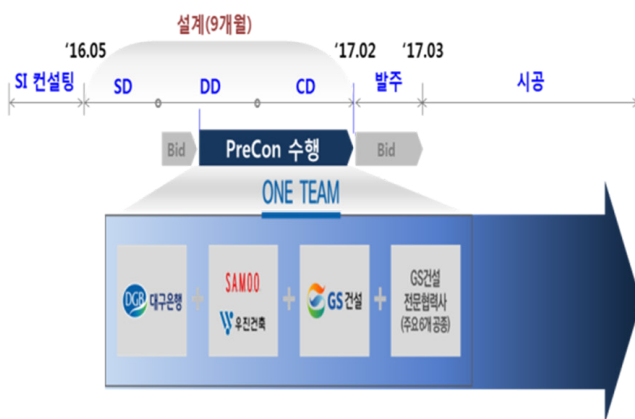 설계(9개월)
‘16.05
‘17.02
‘17.03
SI 컨설팅
SD
DD
CD
발주
시공
Bid
PreCon 수행
Bid
ONE TEAM
DGB 대구은행
+
SAMOO
우진건축
+
GS건설
+
GS건설
전문협력사
(주요6개 공종)